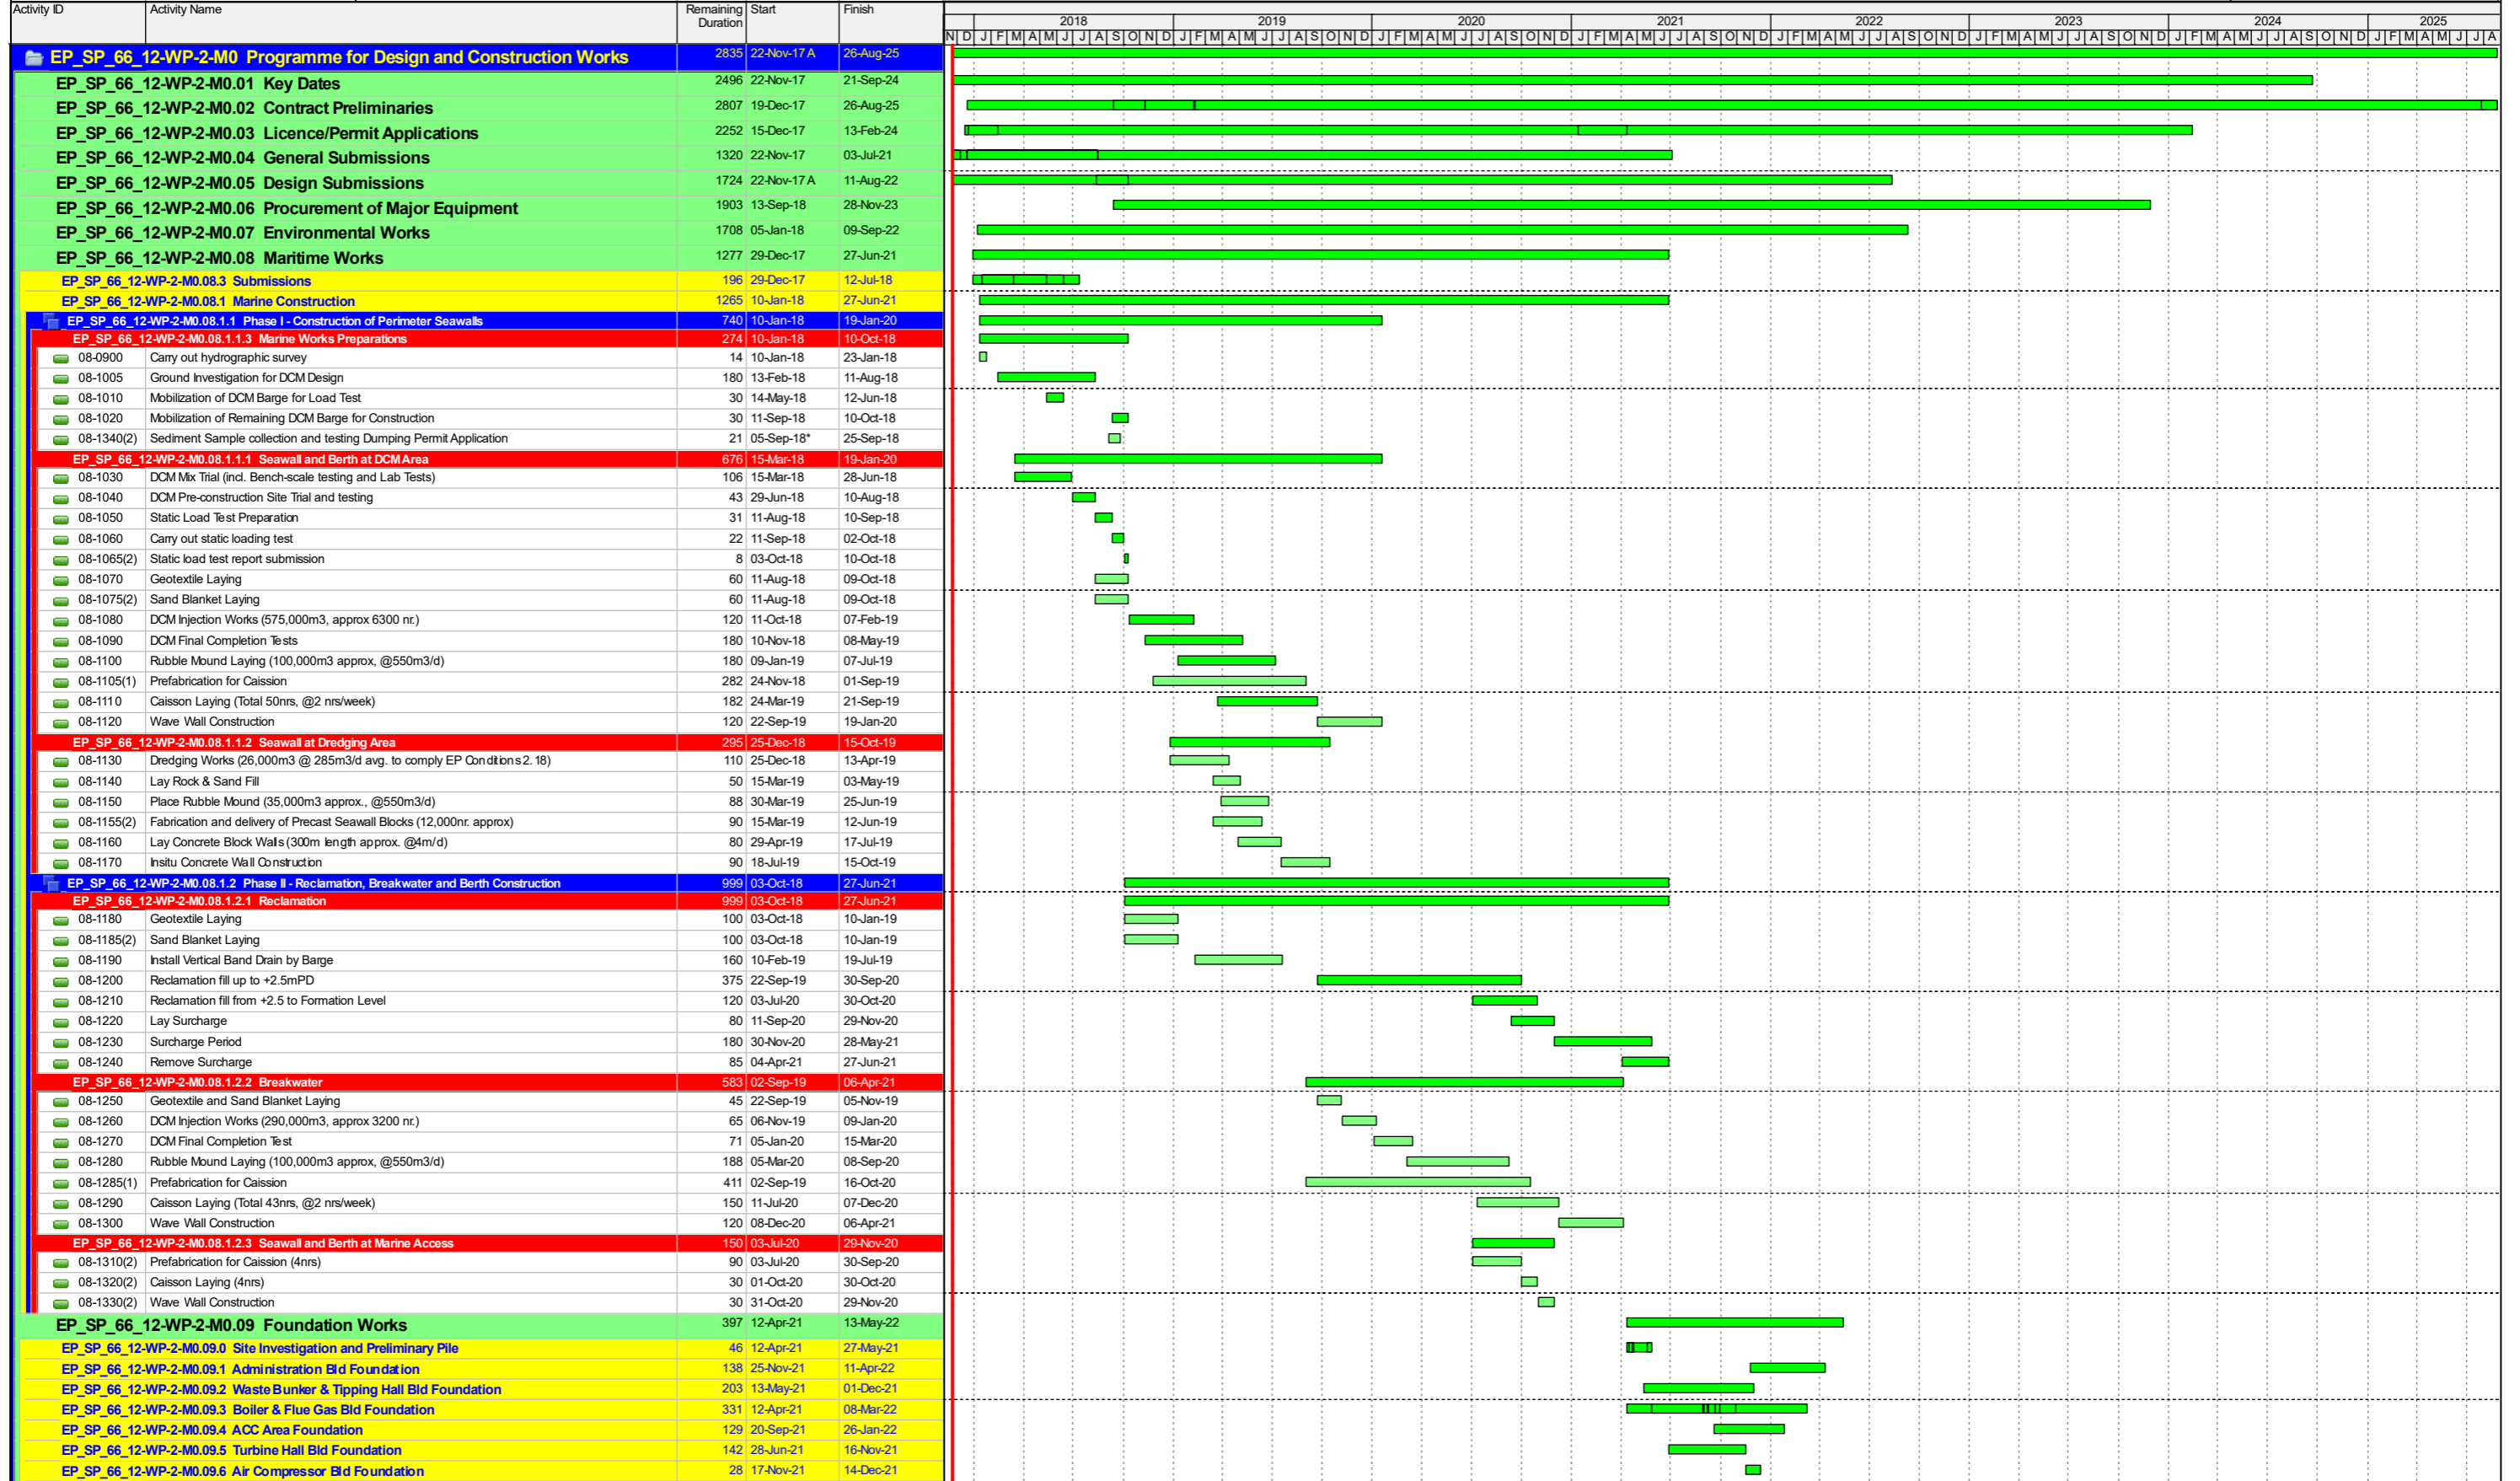 Activity ID Activity Name Remaining Duration Start Finish 2018 2019 2020 2021 2022 2023 2024 2025
N D J F M A M J J A S O N D J F M A M J J A S O N D J F M A M J J A S O N D J F M A M J J A S O N D J F M A M J J A S O N D J F M A M J J A S O N D J F M A M J J A S O N D J F M A M J J A
EP_SP_66_12-WP-2-M0 Programme for Design and Construction Works 2835 22-Nov-17 A 26-Aug-25
EP_SP_66_12-WP-2-M0.01 Key Dates 2496 22-Nov-17 21-Sep-24
EP_SP_66_12-WP-2-M0.02 Contract Preliminaries 2807 19-Dec-17 26-Aug-25
EP_SP_66_12-WP-2-M0.03 Licence/Permit Applications 2252 15-Dec-17 13-Feb-24
EP_SP_66_12-WP-2-M0.04 General Submissions 1320 22-Nov-17 03-Jul-21
EP_SP_66_12-WP-2-M0.05 Design Submissions 1724 22-Nov-17 A 11-Aug-22
EP_SP_66_12-WP-2-M0.06 Procurement of Major Equipment 1903 13-Sep-18 28-Nov-23
EP_SP_66_12-WP-2-M0.07 Environmental Works 1708 05-Jan-18 09-Sep-22
EP_SP_66_12-WP-2-M0.08 Maritime Works 1277 29-Dec-17 27-Jun-21
EP_SP_66_12-WP-2-M0.08.3 Submissions 196 29-Dec-17 12-Jul-18
EP_SP_66_12-WP-2-M0.08.1 Marine Construction 1265 10-Jan-18 27-Jun-21
EP_SP_66_12-WP-2-M0.08.1.1 Phase I - Construction of Perimeter Seawalls 740 10-Jan-18 19-Jan-20
EP_SP_66_12-WP-2-M0.08.1.1.3 Marine Works Preparations 274 10-Jan-18 10-Oct-18
08-0900 Carry out hydrographic survey 14 10-Jan-18 23-Jan-18
08-1005 Ground Investigation for DCM Design 180 13-Feb-18 11-Aug-18
08-1010 Mobilization of DCM Barge for Load Test 30 14-May-18 12-Jun-18
08-1020 Mobilization of Remaining DCM Barge for Construction 30 11-Sep-18 10-Oct-18
08-1340(2) Sediment Sample collection and testing Dumping Permit Application 21 05-Sep-18* 25-Sep-18
EP_SP_66_12-WP-2-M0.08.1.1.1 Seawall and Berth at DCM Area 676 15-Mar-18 19-Jan-20
08-1030 DCM Mix Trial (incl. Bench-scale testing and Lab Tests) 106 15-Mar-18 28-Jun-18
08-1040 DCM Pre-construction Site Trial and testing 43 29-Jun-18 10-Aug-18
08-1050 Static Load Test Preparation 31 11-Aug-18 10-Sep-18
08-1060 Carry out static loading test 22 11-Sep-18 02-Oct-18
08-1065(2) Static load test report submission 8 03-Oct-18 10-Oct-18
08-1070 Geotextile Laying 60 11-Aug-18 09-Oct-18
08-1075(2) Sand Blanket Laying 60 11-Aug-18 09-Oct-18
08-1080 DCM Injection Works (575,000m3, approx 6300 nr.) 120 11-Oct-18 07-Feb-19
08-1090 DCM Final Completion Tests 180 10-Nov-18 08-May-19
08-1100 Rubble Mound Laying (100,000m3 approx, @550m3/d) 180 09-Jan-19 07-Jul-19
08-1105(1) Prefabrication for Caission 282 24-Nov-18 01-Sep-19
08-1110 Caisson Laying (Total 50nrs, @2 nrs/week) 182 24-Mar-19 21-Sep-19
08-1120 Wave Wall Construction 120 22-Sep-19 19-Jan-20
EP_SP_66_12-WP-2-M0.08.1.1.2 Seawall at Dredging Area 295 25-Dec-18 15-Oct-19
08-1130 Dredging Works (26,000m3 @ 285m3/d avg. to comply EP Conditions 2.18) 110 25-Dec-18 13-Apr-19
08-1140 Lay Rock & Sand Fill 50 15-Mar-19 03-May-19
08-1150 Place Rubble Mound (35,000m3 approx., @550m3/d) 88 30-Mar-19 25-Jun-19
08-1155(2) Fabrication and delivery of Precast Seawall Blocks (12,000nr. approx) 90 15-Mar-19 12-Jun-19
08-1160 Lay Concrete Block Walls (300m length approx. @4m/d) 80 29-Apr-19 17-Jul-19
08-1170 Insitu Concrete Wall Construction 90 18-Jul-19 15-Oct-19
EP_SP_66_12-WP-2-M0.08.1.2 Phase II - Reclamation, Breakwater and Berth Construction 999 03-Oct-18 27-Jun-21
EP_SP_66_12-WP-2-M0.08.1.2.1 Reclamation 999 03-Oct-18 27-Jun-21
08-1180 Geotextile Laying 100 03-Oct-18 10-Jan-19
08-1185(2) Sand Blanket Laying 100 03-Oct-18 10-Jan-19
08-1190 Install Vertical Band Drain by Barge 160 10-Feb-19 19-Jul-19
08-1200 Reclamation fill up to +2.5mPD 375 22-Sep-19 30-Sep-20
08-1210 Reclamation fill from +2.5 to Formation Level 120 03-Jul-20 30-Oct-20
08-1220 Lay Surcharge 80 11-Sep-20 29-Nov-20
08-1230 Surcharge Period 180 30-Nov-20 28-May-21
08-1240 Remove Surcharge 85 04-Apr-21 27-Jun-21
EP_SP_66_12-WP-2-M0.08.1.2.2 Breakwater 583 02-Sep-19 06-Apr-21
08-1250 Geotextile and Sand Blanket Laying 45 22-Sep-19 05-Nov-19
08-1260 DCM Injection Works (290,000m3, approx 3200 nr.) 65 06-Nov-19 09-Jan-20
08-1270 DCM Final Completion Test 71 05-Jan-20 15-Mar-20
08-1280 Rubble Mound Laying (100,000m3 approx, @550m3/d) 188 05-Mar-20 08-Sep-20
08-1285(1) Prefabrication for Caission 411 02-Sep-19 16-Oct-20
08-1290 Caisson Laying (Total 43nrs, @2 nrs/week) 150 11-Jul-20 07-Dec-20
08-1300 Wave Wall Construction 120 08-Dec-20 06-Apr-21
EP_SP_66_12-WP-2-M0.08.1.2.3 Seawall and Berth at Marine Access 150 03-Jul-20 29-Nov-20
08-1310(2) Prefabrication for Caission (4nrs) 90 03-Jul-20 30-Sep-20
08-1320(2) Caisson Laying (4nrs) 30 01-Oct-20 30-Oct-20
08-1330(2) Wave Wall Construction 30 31-Oct-20 29-Nov-20
EP_SP_66_12-WP-2-M0.09 Foundation Works 397 12-Apr-21 13-May-22
EP_SP_66_12-WP-2-M0.09.0 Site Investigation and Preliminary Pile 46 12-Apr-21 27-May-21
EP_SP_66_12-WP-2-M0.09.1 Administration Bld Foundation 138 25-Nov-21 11-Apr-22
EP_SP_66_12-WP-2-M0.09.2 Waste Bunker & Tipping Hall Bld Foundation 203 13-May-21 01-Dec-21
EP_SP_66_12-WP-2-M0.09.3 Boiler & Flue Gas Bld Foundation 331 12-Apr-21 08-Mar-22
EP_SP_66_12-WP-2-M0.09.4 ACC Area Foundation 129 20-Sep-21 26-Jan-22
EP_SP_66_12-WP-2-M0.09.5 Turbine Hall Bld Foundation 142 28-Jun-21 16-Nov-21
EP_SP_66_12-WP-2-M0.09.6 Air Compressor Bld Foundation 28 17-Nov-21 14-Dec-21